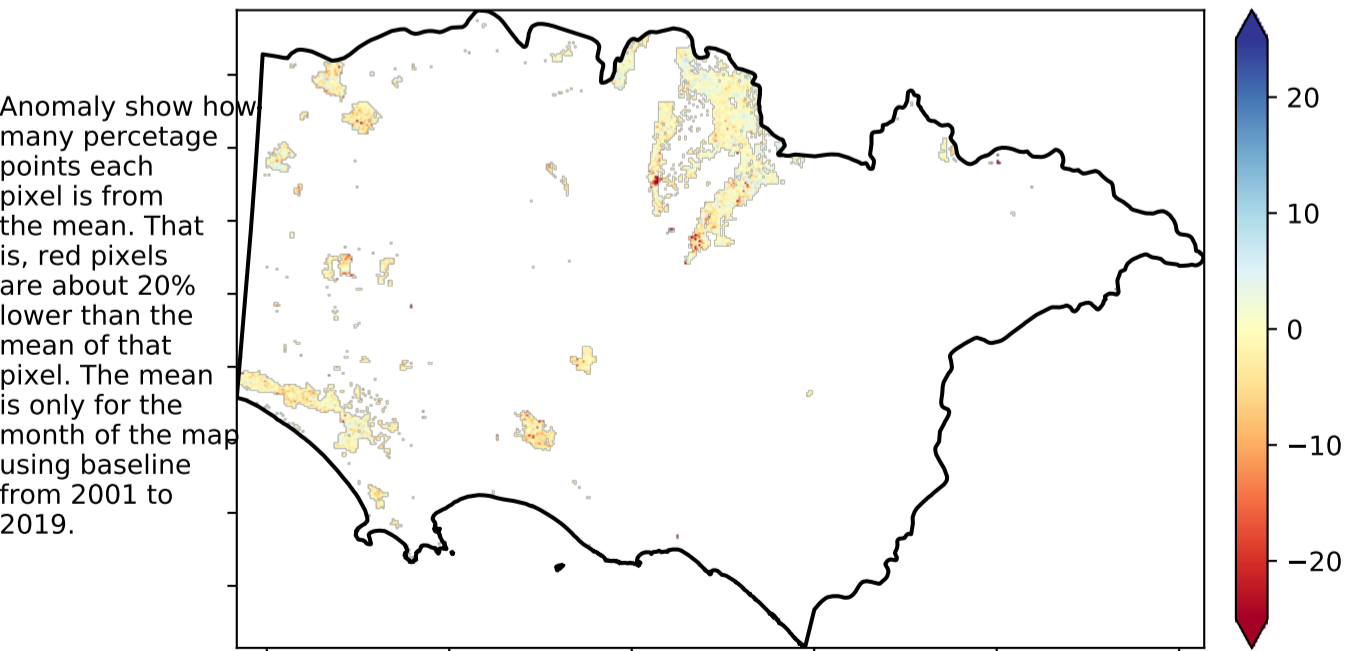 Anomaly show how
many percetage
points each
pixel is from
the mean. That
is, red pixels
are about 20%
lower than the
mean of that
pixel. The mean
is only for the
month of the map
using baseline
from 2001 to
2019.
20
10
0
−10
−20